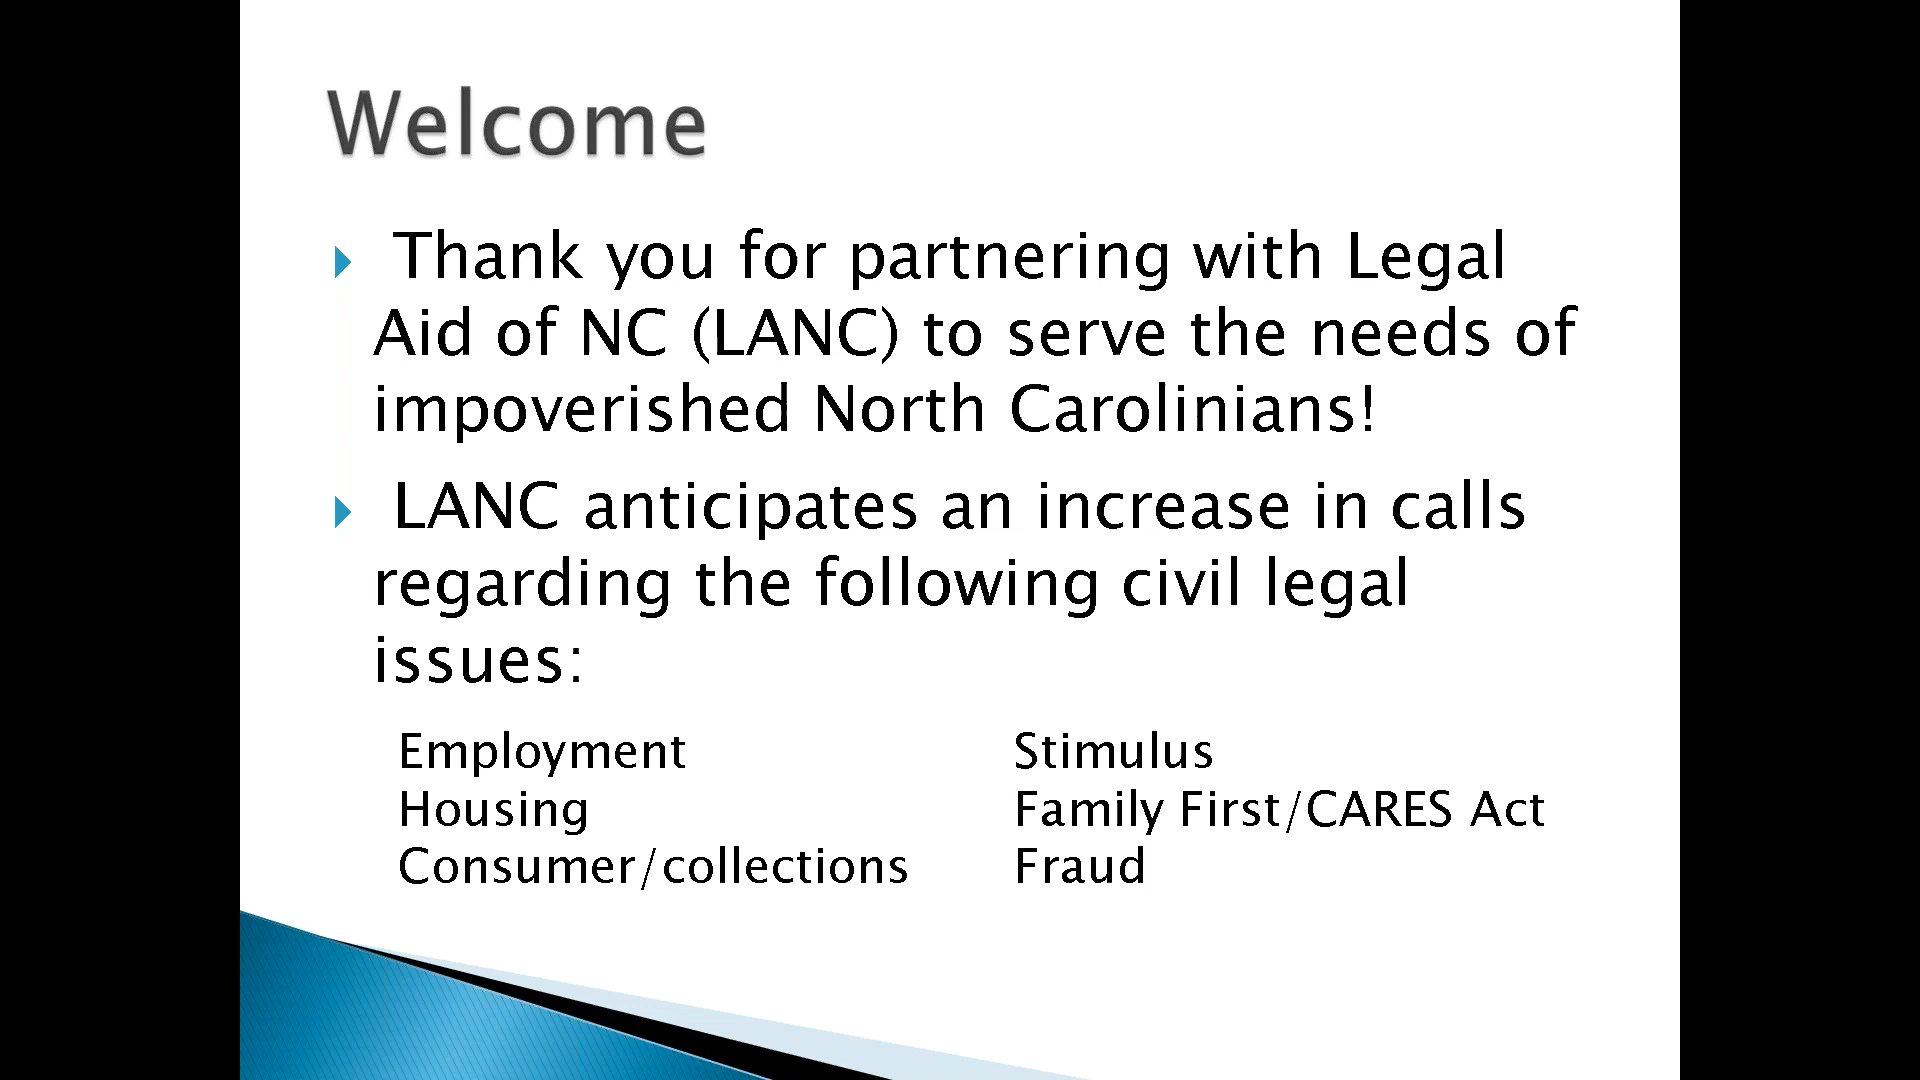 Welcome
Thank you for partnering with Legal
Aid of NC (LANC) to serve the needs of
impoverished North Carolinians!
LANC anticipates an increase in calls
regarding the following civil legal
issues:
Employment Stimulus
Housing Family First/CARES Act
Consumer/collections Fraud